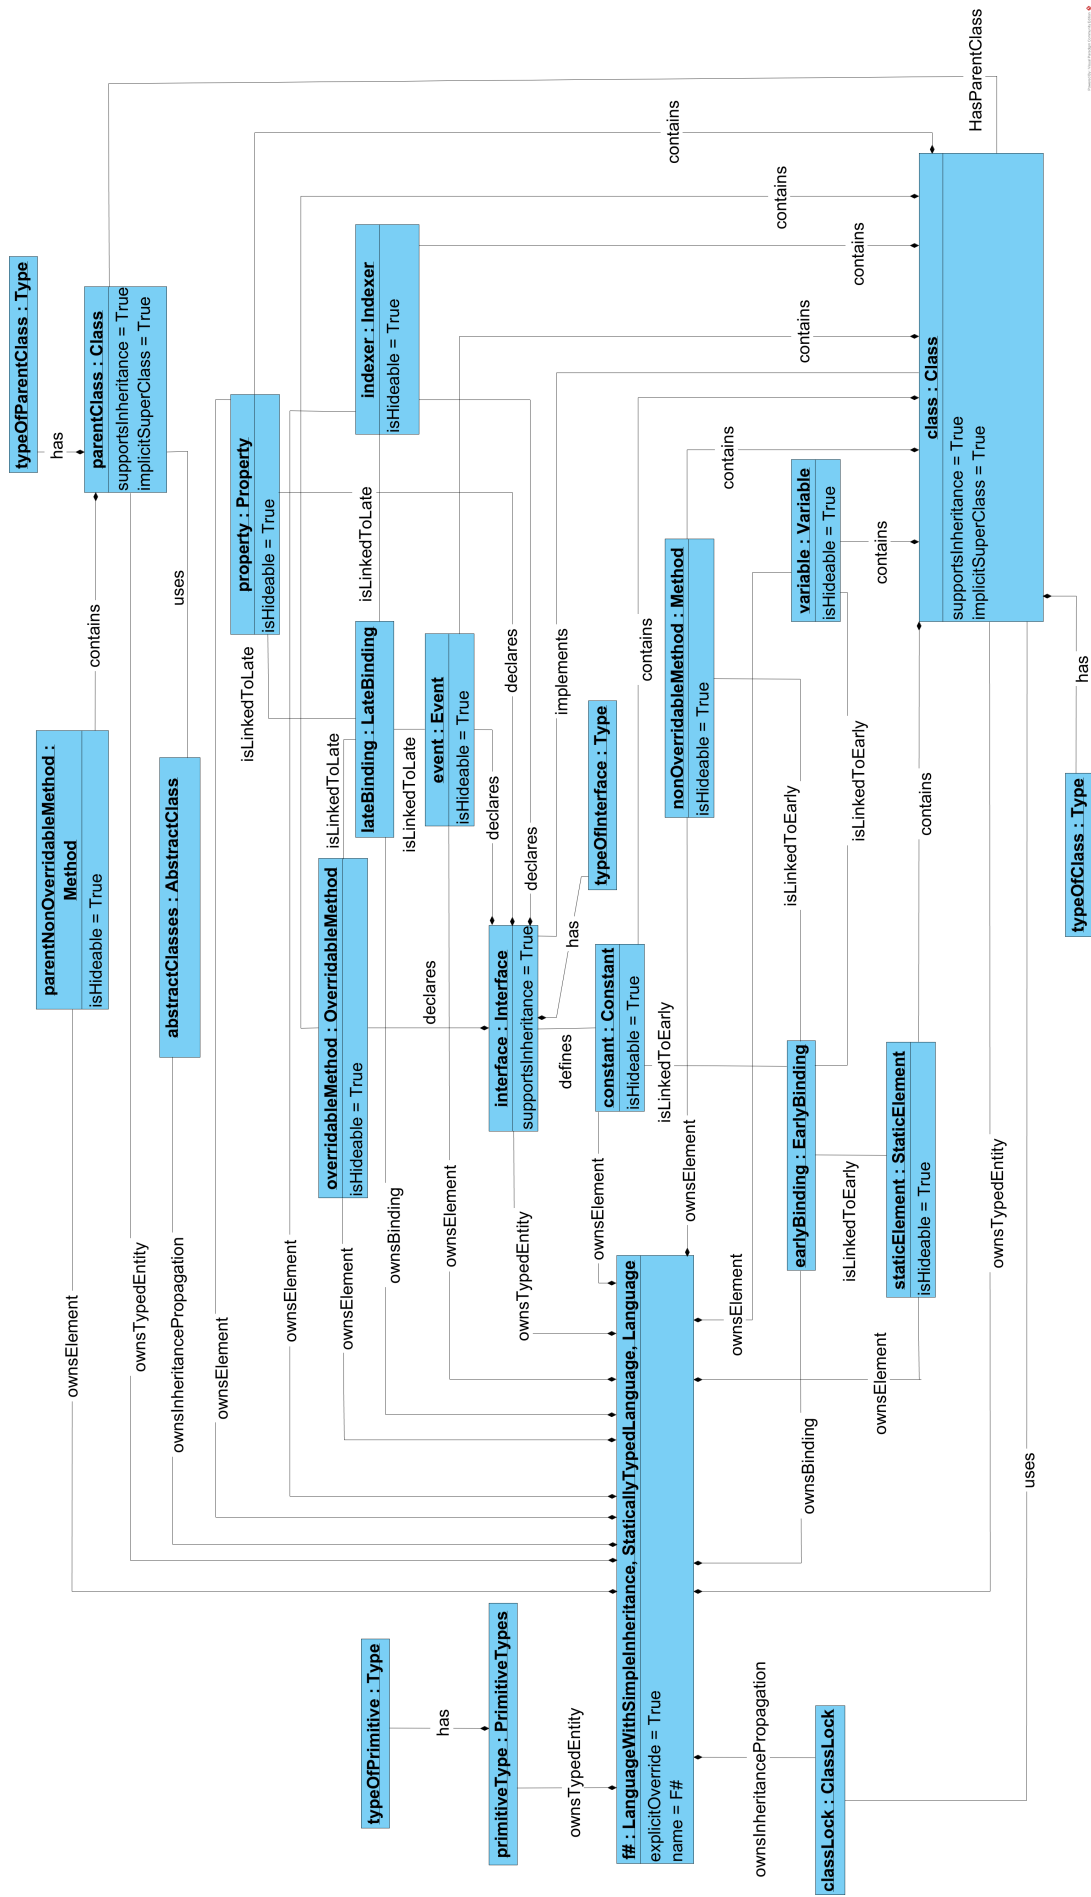 HasParentClass
contains
contains
contains
contains
contains
contains
contains
contains
typeOfParentClass : Type
has
parentClass : Class
supportsInheritance = True
implicitSuperClass = True
contains
uses
parentNonOverridableMethod :
Method
isHideable = True
abstractClasses : AbstractClass
property : Property
isHideable = True
indexer : Indexer
isHideable = True
isLinkedToLate
isLinkedToLate
isLinkedToLate
isLinkedToLate
lateBinding : LateBinding
event : Event
isHideable = True
declares
declares
declares
declares
implements
overridableMethod : OverridableMethod
isHideable = True
interface : Interface
supportsInheritance = True
has
typeOfInterface : Type
defines
constant : Constant
isHideable = True
isLinkedToEarly
nonOverridableMethod : Method
isHideable = True
isLinkedToEarly
variable : Variable
isHideable = True
isLinkedToEarly
class : Class
supportsInheritance = True
implicitSuperClass = True
has
typeOfClass : Type
earlyBinding : EarlyBinding
isLinkedToEarly
staticElement : StaticElement
isHideable = True
ownsElement
ownsTypedEntity
ownsInheritancePropagation
ownsElement
ownsElement
ownsElement
ownsBinding
ownsElement
ownsTypedEntity
ownsElement
ownsElement
ownsElement
ownsBinding
ownsElement
ownsTypedEntity
uses
f# : LanguageWithSimpleInheritance, StaticallyTypedLanguage, Language
explicitOverride = True
name = F#
typeOfPrimitive : Type
has
primitiveType : PrimitiveTypes
ownsTypedEntity
ownsInheritancePropagation
classLock : ClassLock